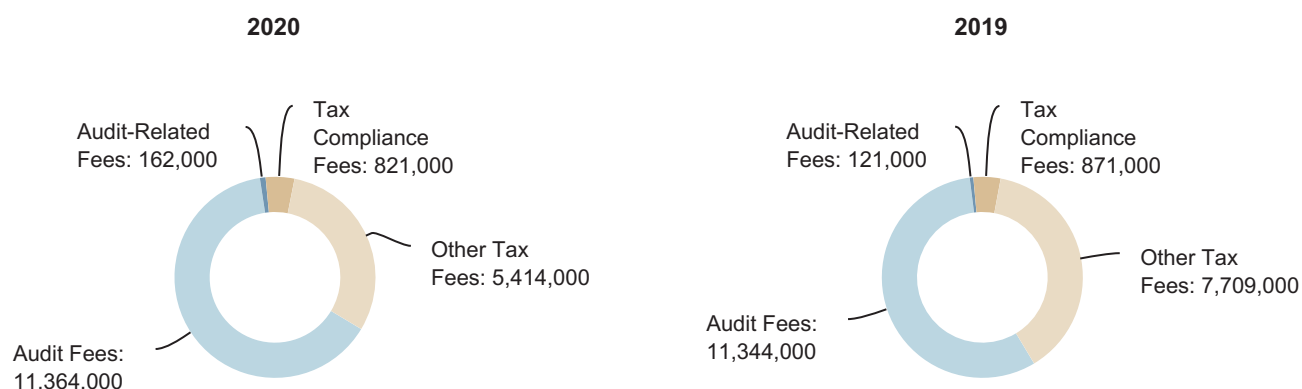 2020
Audit-Related
Fees: 162,000
Tax
Compliance
Fees: 821,000
Other Tax
Fees: 5,414,000
Audit Fees:
11,364,000
2019
Audit-Related
Fees: 121,000
Tax
Compliance
Fees: 871,000
Other Tax
Fees: 7,709,000
Audit Fees:
11,344,000